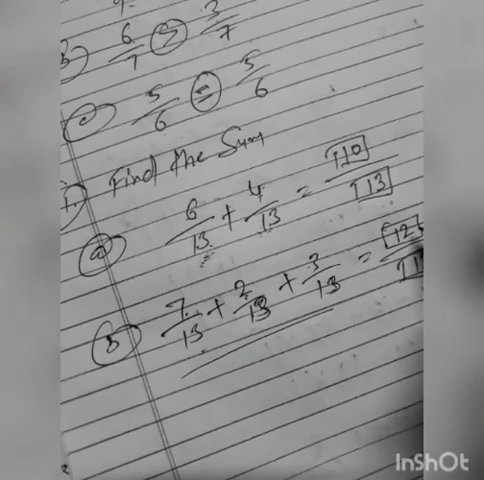 b) 6/7 > 3/7
c) 5/6 = 5/6
Find the Sum
a) 6/13 + 4/13 = [10]/[13]
b) 7/13 + 2/13 + 3/13 = [12]/
InShOt